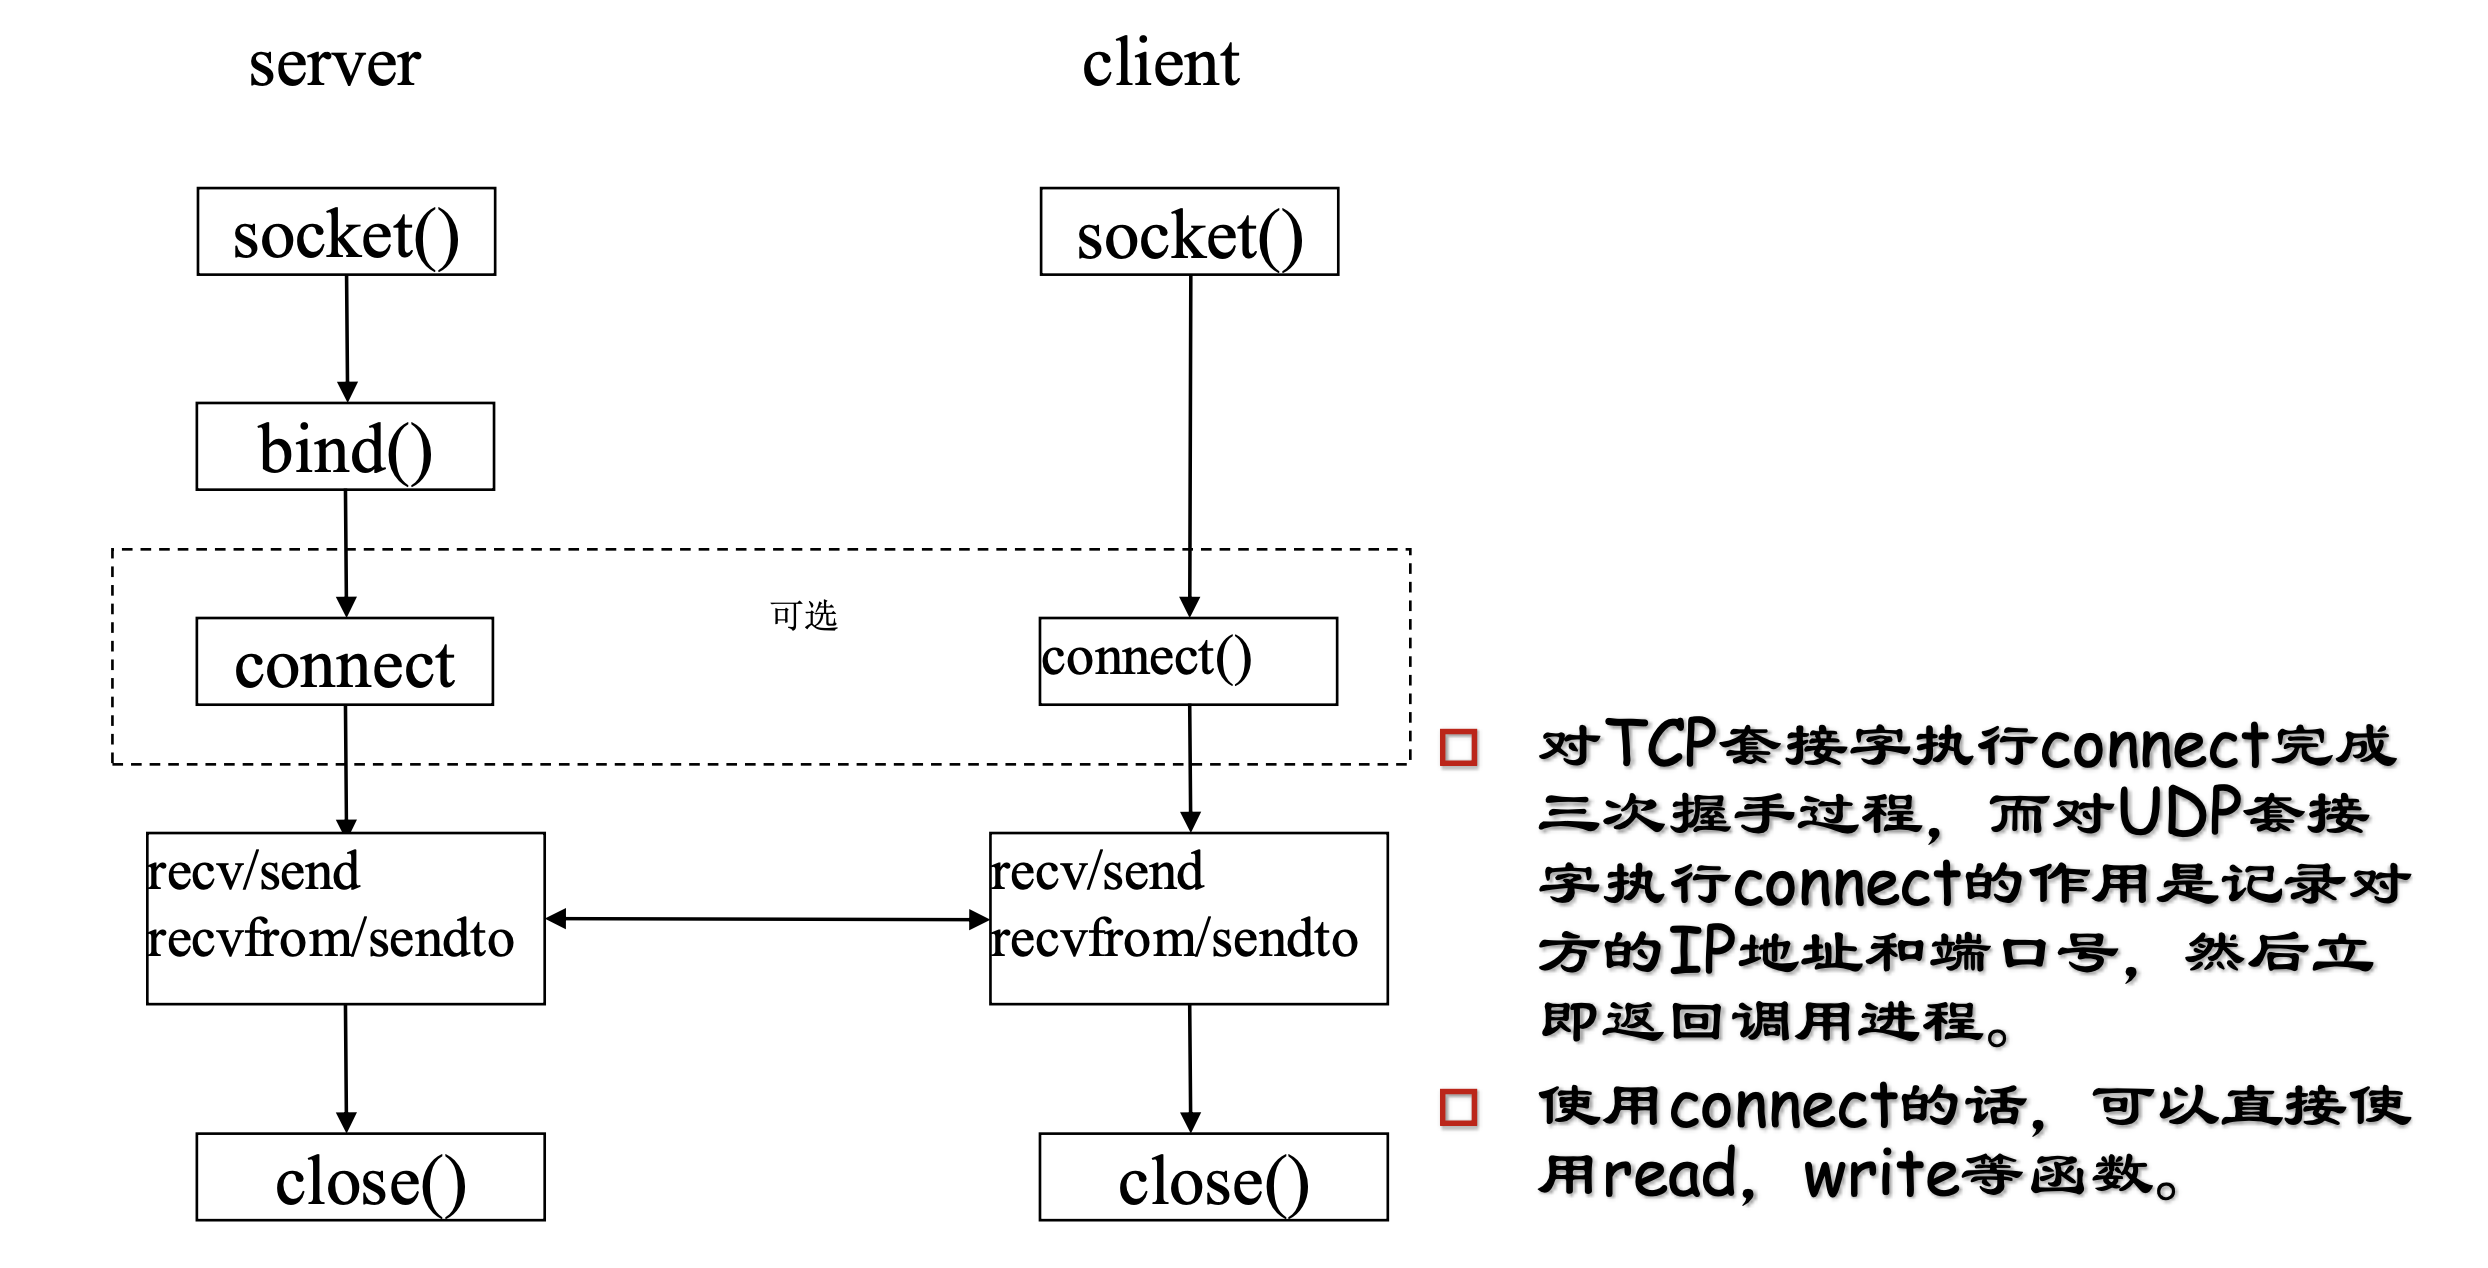 server
client
socket()
socket()
bind()
可选
connect
connect()
recv/send
recvfrom/sendto
recv/send
recvfrom/sendto
close()
close()
对TCP套接字执行connect完成
三次握手过程，而对UDP套接
字执行connect的作用是记录对
方的IP地址和端口号，然后立
即返回调用进程。
使用connect的话，可以直接使
用read，write等函数。